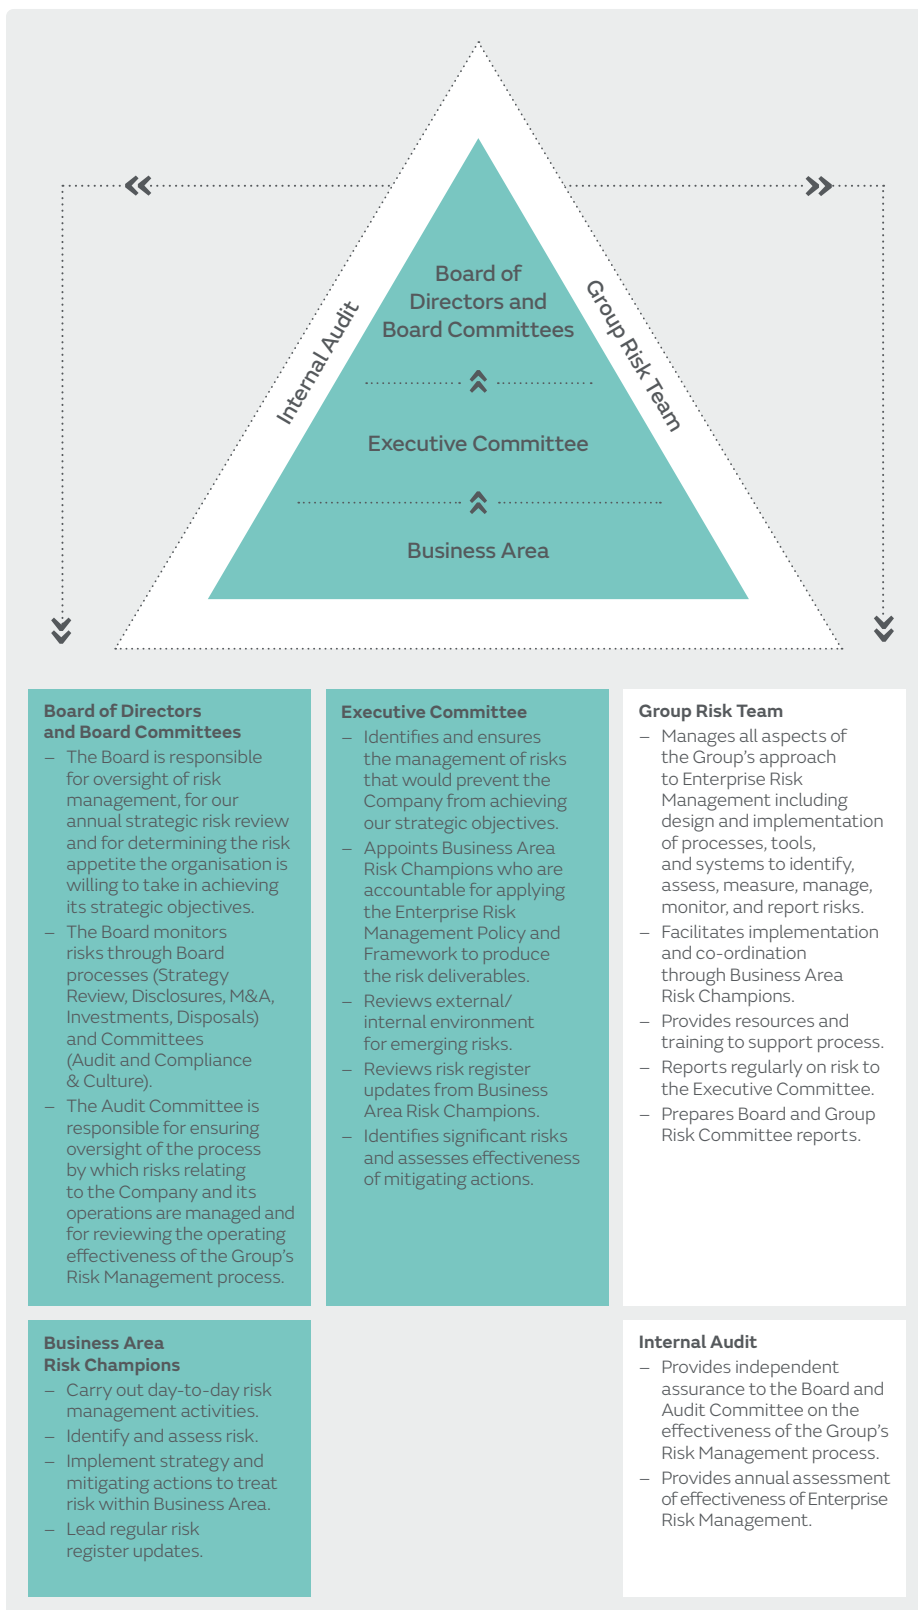 Board of
Directors and
Board Committees
Internal Audit
Group Risk Team
Executive Committee
Business Area
Board of Directors
and Board Committees
– The Board is responsible
for oversight of risk
management, for our
annual strategic risk review
and for determining the risk
appetite the organisation is
willing to take in achieving
its strategic objectives.
– The Board monitors
risks through Board
processes (Strategy
Review, Disclosures, M&A,
Investments, Disposals)
and Committees
(Audit and Compliance
& Culture).
– The Audit Committee is
responsible for ensuring
oversight of the process
by which risks relating
to the Company and its
operations are managed and
for reviewing the operating
effectiveness of the Group's
Risk Management process.
Executive Committee
– Identifies and ensures
the management of risks
that would prevent the
Company from achieving
our strategic objectives.
– Appoints Business Area
Risk Champions who are
accountable for applying
the Enterprise Risk
Management Policy and
Framework to produce
the risk deliverables.
– Reviews external/
internal environment
for emerging risks.
– Reviews risk register
updates from Business
Area Risk Champions.
– Identifies significant risks
and assesses effectiveness
of mitigating actions.
Group Risk Team
– Manages all aspects of
the Group's approach
to Enterprise Risk
Management including
design and implementation
of processes, tools,
and systems to identify,
assess, measure, manage,
monitor, and report risks.
– Facilitates implementation
and co-ordination
through Business Area
Risk Champions.
– Provides resources and
training to support process.
– Reports regularly on risk to
the Executive Committee.
– Prepares Board and Group
Risk Committee reports.
Business Area
Risk Champions
– Carry out day-to-day risk
management activities.
– Identify and assess risk.
– Implement strategy and
mitigating actions to treat
risk within Business Area.
– Lead regular risk
register updates.
Internal Audit
– Provides independent
assurance to the Board and
Audit Committee on the
effectiveness of the Group's
Risk Management process.
– Provides annual assessment
of effectiveness of Enterprise
Risk Management.